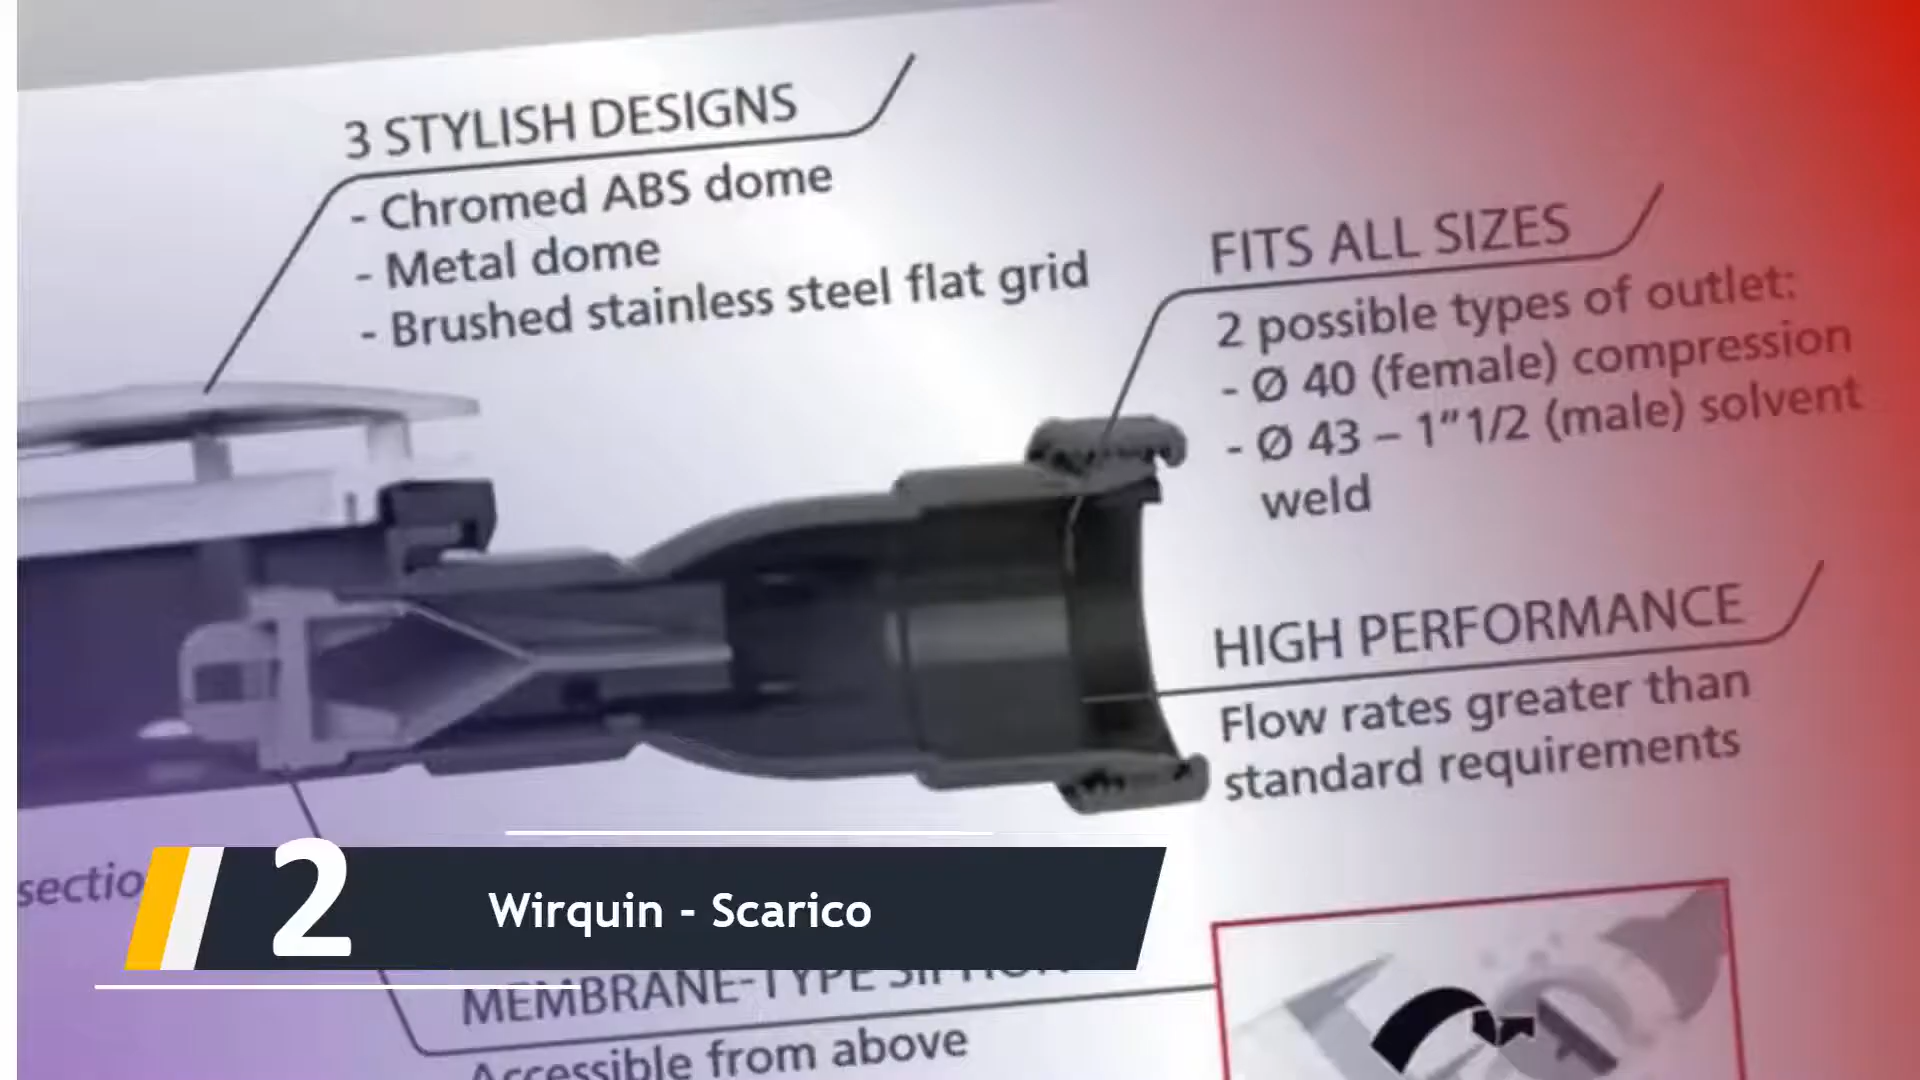 3 STYLISH DESIGNS
- Chromed ABS dome
- Metal dome
- Brushed stainless steel flat grid
FITS ALL SIZES
2 possible types of outlet:
- Ø 40 (female) compression
- Ø 43 – 1"1/2 (male) solvent
weld
HIGH PERFORMANCE
Flow rates greater than
standard requirements
sectio
2
Wirquin - Scarico
MEMBRANE-TYPE SIPHON
Accessible from above